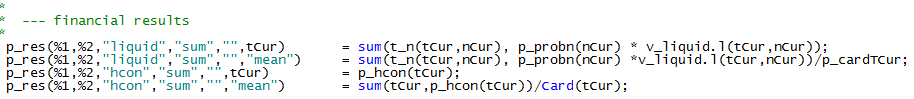 *
*  --- financial results
*
p_res(%1,%2,"liquid","sum","",tCur) = sum(t_n(tCur,nCur), p_probn(nCur) * v_liquid.l(tCur,nCur));
p_res(%1,%2,"liquid","sum","","mean") = sum(t_n(tCur,nCur), p_probn(nCur) *v_liquid.l(tCur,nCur))/p_cardTCur;
p_res(%1,%2,"hcon","sum","",tCur) = p_hcon(tCur);
p_res(%1,%2,"hcon","sum","","mean") = sum(tCur,p_hcon(tCur))/Card(tCur);